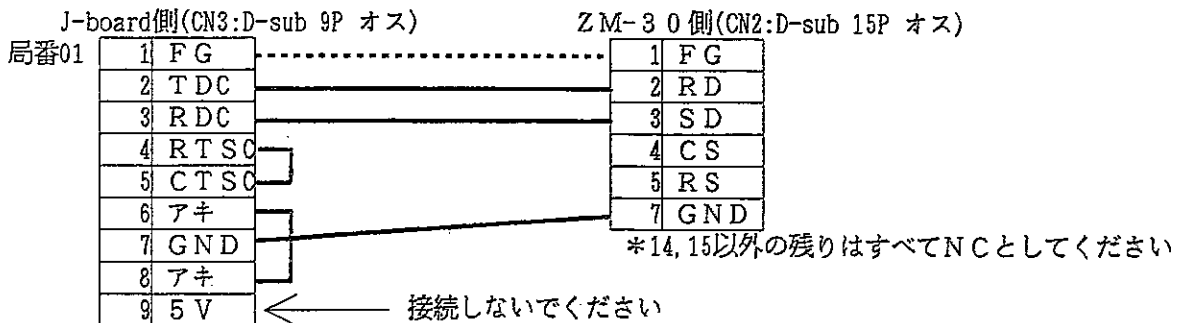 J-board側(CN3:D-sub 9P オス) ＺＭ－３０側(CN2:D-sub 15P オス)
局番01 1 ＦＧ 1 ＦＧ
2 ＴＤＣ 2 ＲＤ
3 ＲＤＣ 3 ＳＤ
4 ＲＴＳＣ 4 ＣＳ
5 ＣＴＳＣ 5 ＲＳ
6 アキ 7 ＧＮＤ
7 ＧＮＤ ＊14,15以外の残りはすべてＮＣとしてください
8 アキ
9 ５Ｖ 接続しないでください